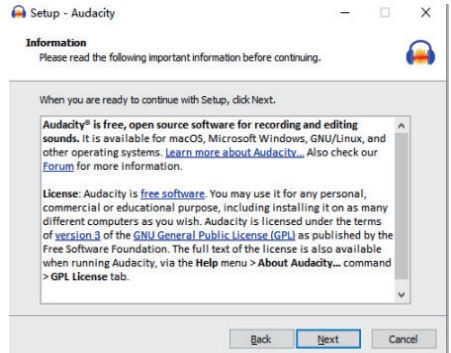 Setup - Audacity
Information
Please read the following important information before continuing.
When you are ready to continue with Setup, click Next.
Audacity® is free, open source software for recording and editing
sounds. It is available for macOS, Microsoft Windows, GNU/Linux, and
other operating systems. Learn more about Audacity... Also check our
Forum for more information.
License: Audacity is free software. You may use it for any personal,
commercial or educational purpose, including installing it on as many
different computers as you wish. Audacity is licensed under the terms
of version 3 of the GNU General Public License (GPL) as published by the
Free Software Foundation. The full text of the license is also available
when running Audacity, via the Help menu > About Audacity... command
> GPL License tab.
Back Next Cancel